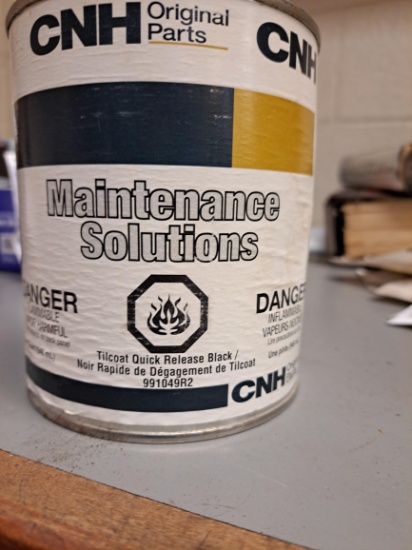 CNH Original
Parts
CNH
Maintenance
Solutions
DANGER
INFLAMMABLE
DANGER
Tilcoat Quick Release Black /
Noir Rapide de Dégagement de Tilcoat
991049R2
CNH